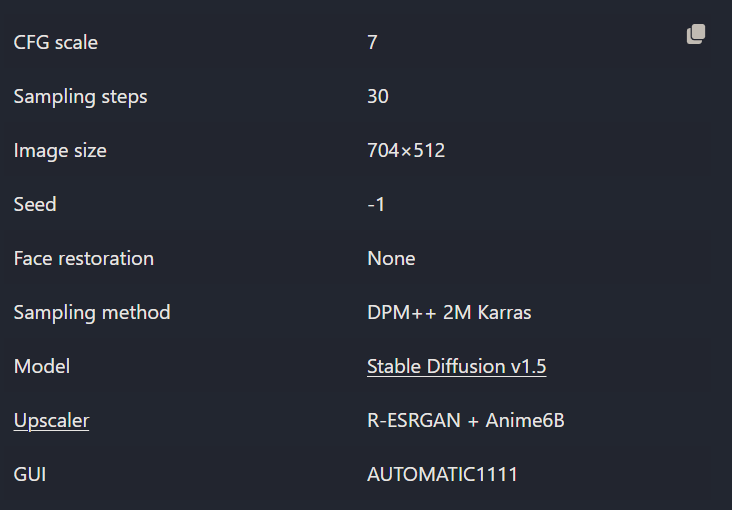 CFG scale 7
Sampling steps 30
Image size 704×512
Seed -1
Face restoration None
Sampling method DPM++ 2M Karras
Model Stable Diffusion v1.5
Upscaler R-ESRGAN + Anime6B
GUI AUTOMATIC1111